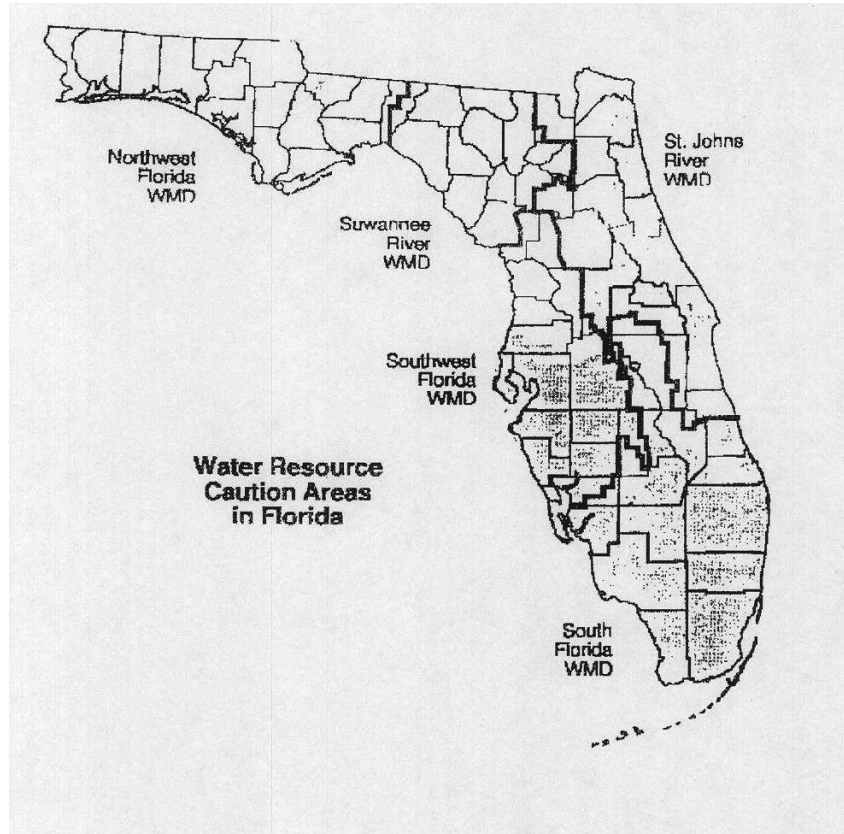 Northwest
Florida
WMD
St. Johns
River
WMD
Suwannee
River
WMD
Southwest
Florida
WMD
Water Resource
Caution Areas
in Florida
South
Florida
WMD